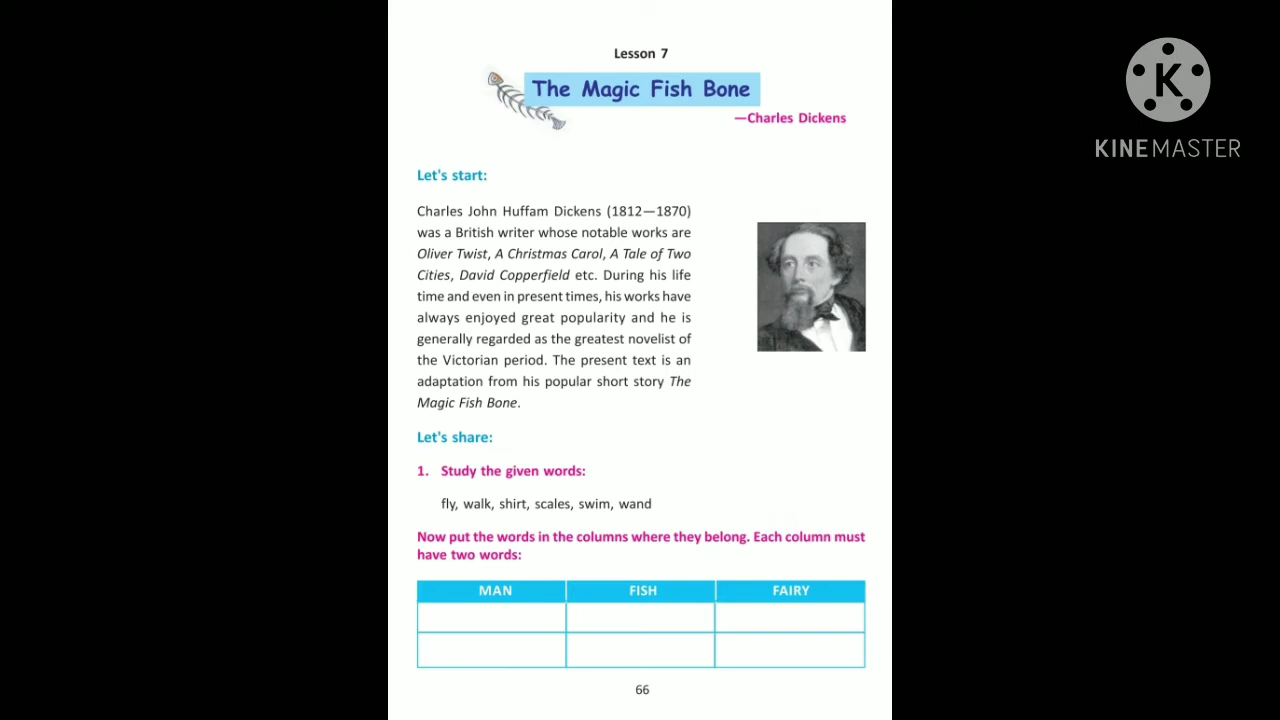 Lesson 7
The Magic Fish Bone
—Charles Dickens
Let's start:
Charles John Huffam Dickens (1812—1870)
was a British writer whose notable works are
Oliver Twist, A Christmas Carol, A Tale of Two
Cities, David Copperfield etc. During his life
time and even in present times, his works have
always enjoyed great popularity and he is
generally regarded as the greatest novelist of
the Victorian period. The present text is an
adaptation from his popular short story The
Magic Fish Bone.
Let's share:
1. Study the given words:
fly, walk, shirt, scales, swim, wand
Now put the words in the columns where they belong. Each column must
have two words:
MAN FISH FAIRY
66
K
KINEMASTER